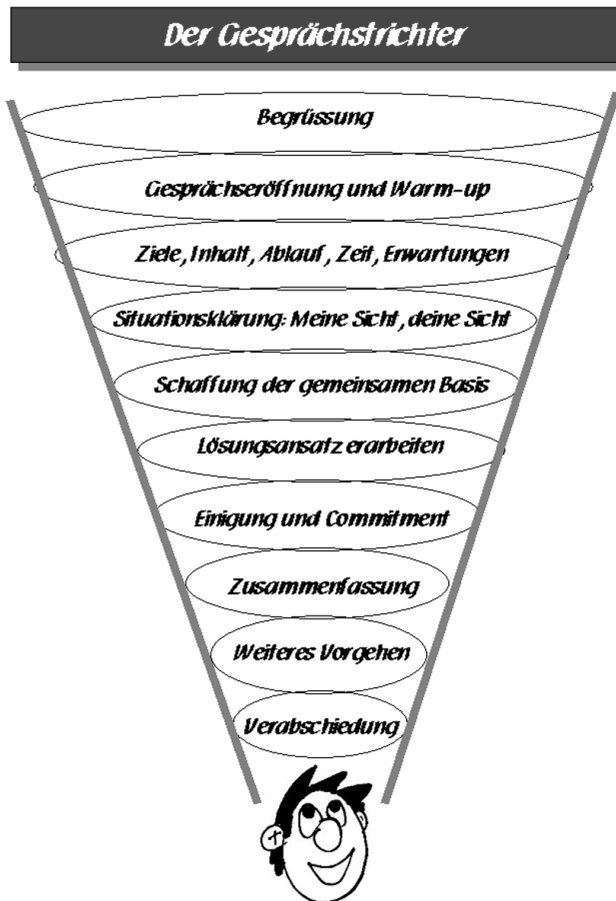 Der Gesprächstrichter
Begrüssung
Gesprächseröffnung und Warm-up
Ziele, Inhalt, Ablauf, Zeit, Erwartungen
Situationsklärung: Meine Sicht, deine Sicht
Schaffung der gemeinsamen Basis
Lösungsansatz erarbeiten
Einigung und Commitment
Zusammenfassung
Weiteres Vorgehen
Verabschiedung